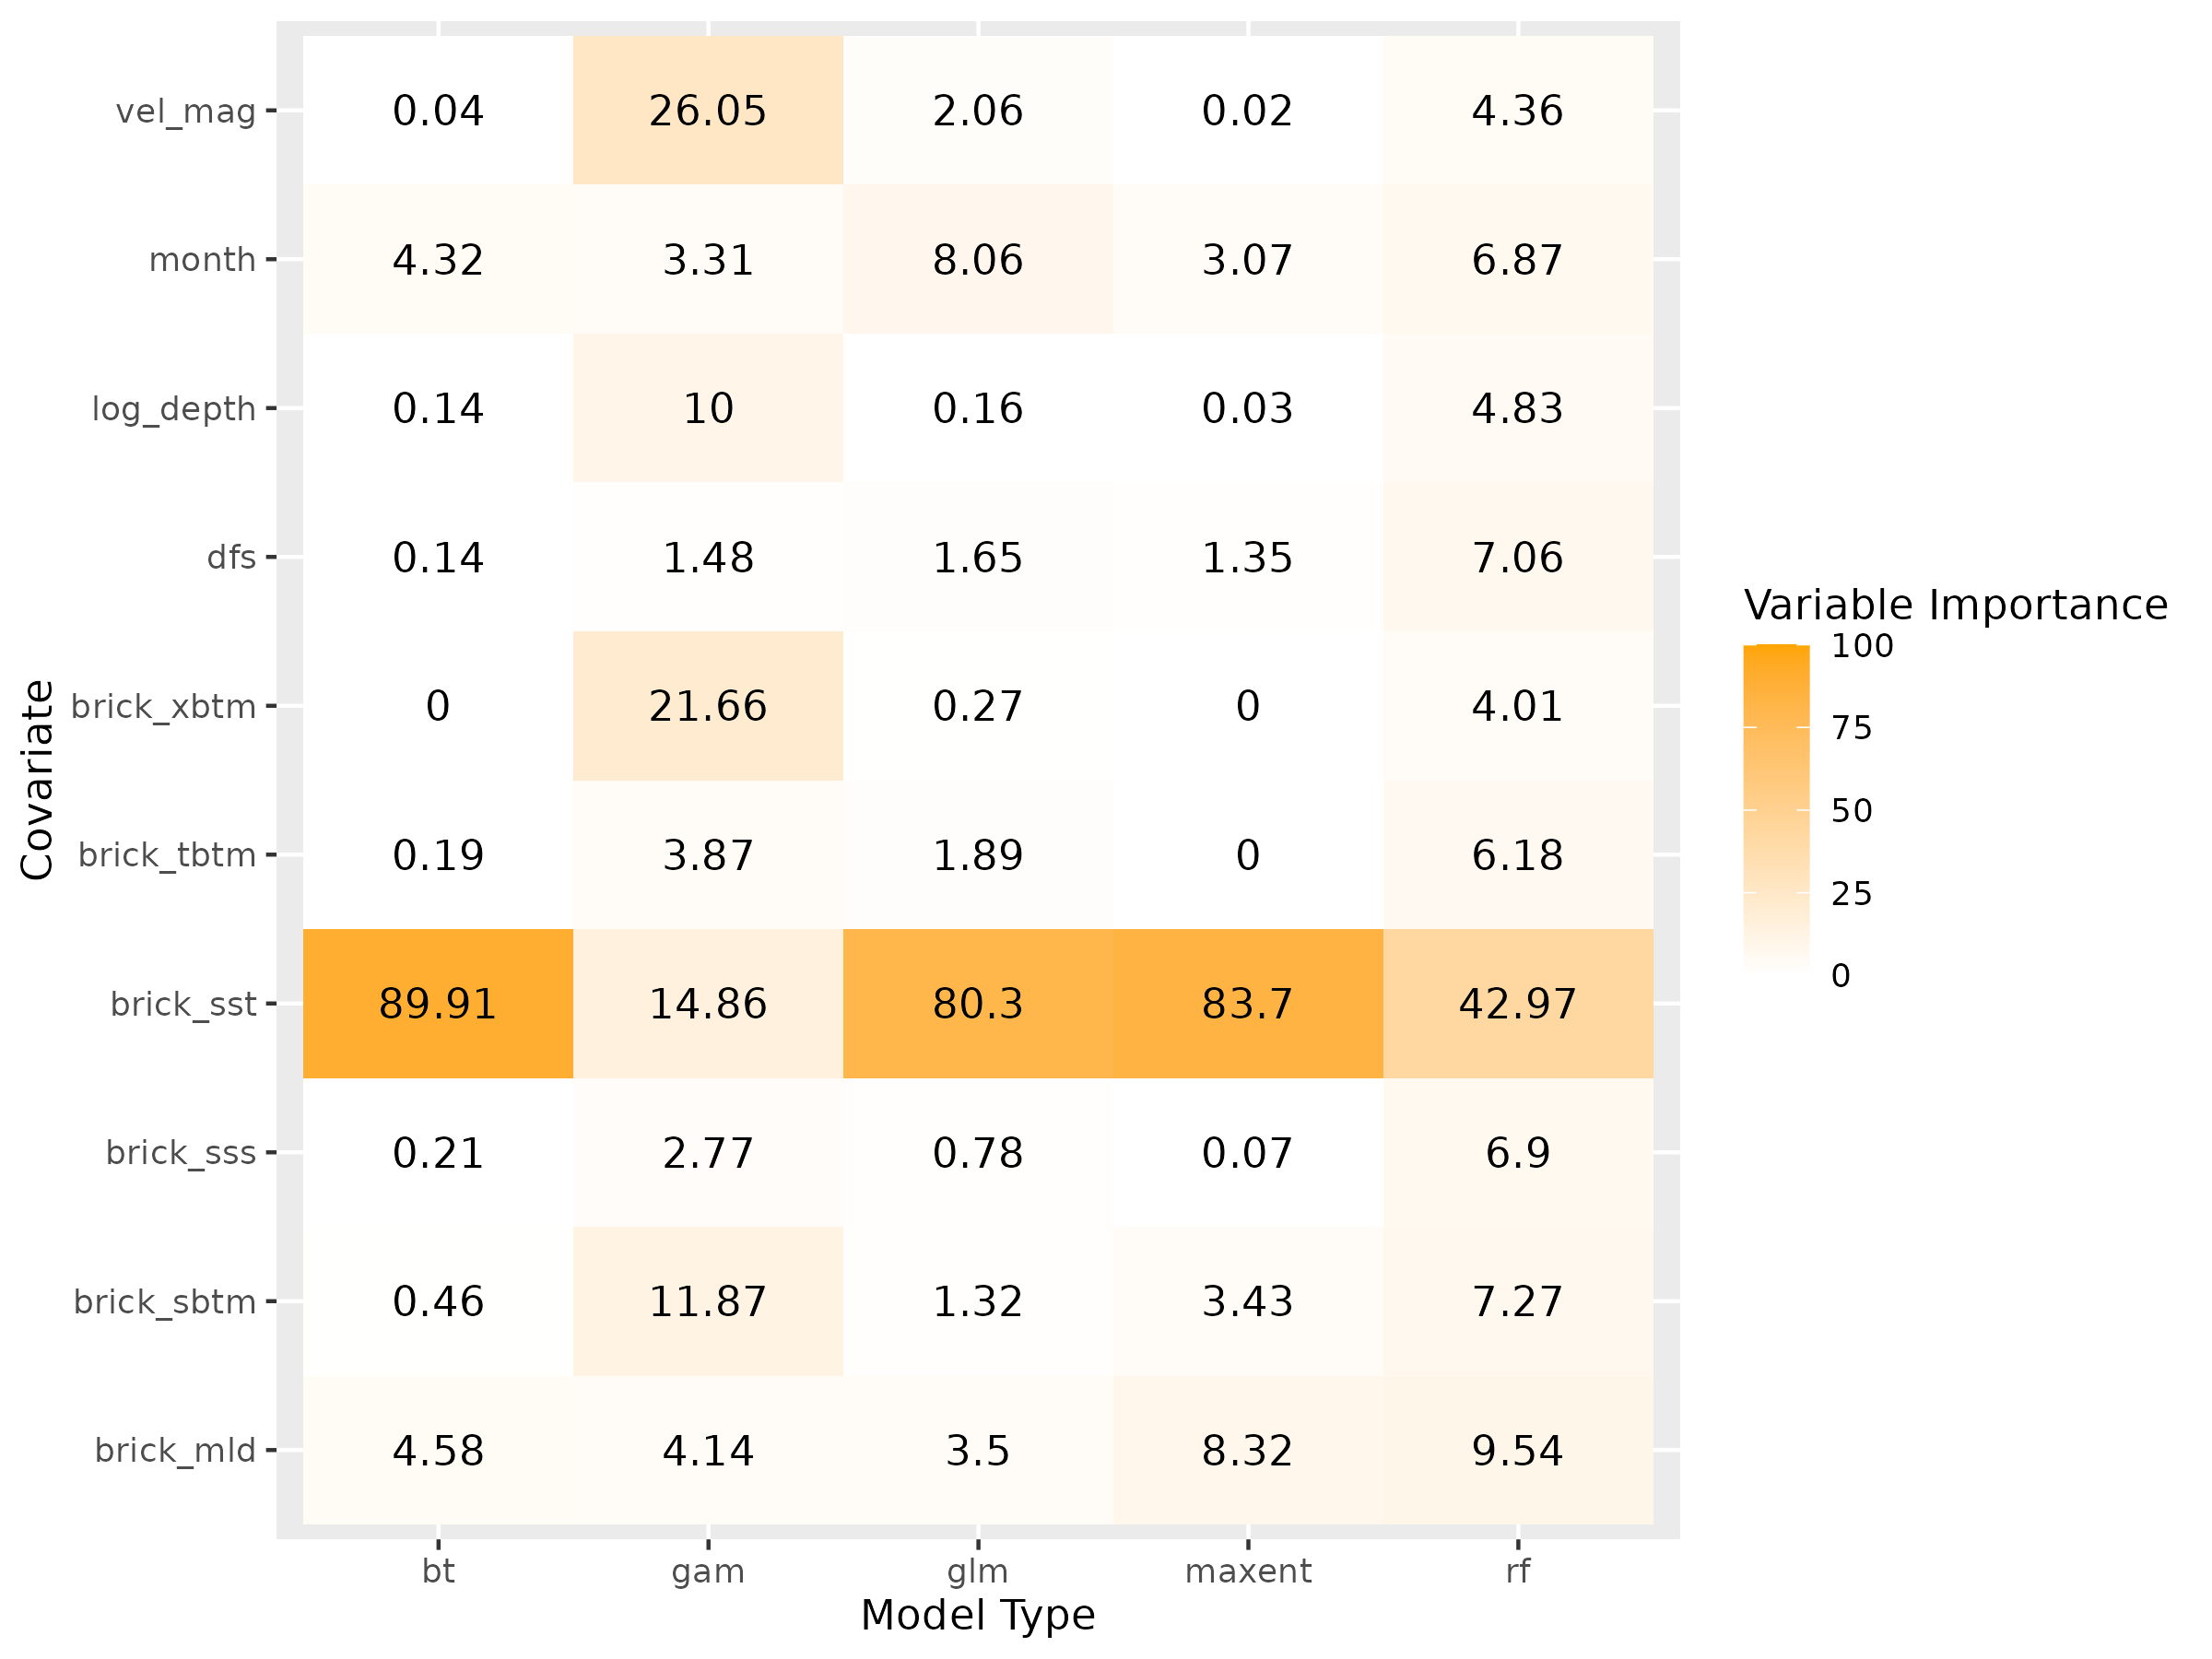 vel_mag 0.04 26.05 2.06 0.02 4.36
month 4.32 3.31 8.06 3.07 6.87
log_depth 0.14 10 0.16 0.03 4.83
dfs 0.14 1.48 1.65 1.35 7.06
brick_xbtm 0 21.66 0.27 0 4.01
brick_tbtm 0.19 3.87 1.89 0 6.18
brick_sst 89.91 14.86 80.3 83.7 42.97
brick_sss 0.21 2.77 0.78 0.07 6.9
brick_sbtm 0.46 11.87 1.32 3.43 7.27
brick_mld 4.58 4.14 3.5 8.32 9.54
bt gam glm maxent rf
Model Type
Covariate
Variable Importance
100
75
50
25
0